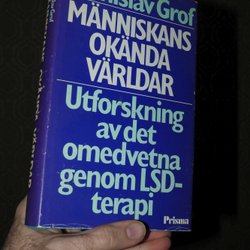 nislav Grof
MÄNNISKANS
OKÄNDA
VÄRLDAR
Utforskning
av det
omedvetna
genom LSD-
terapi
Prisma